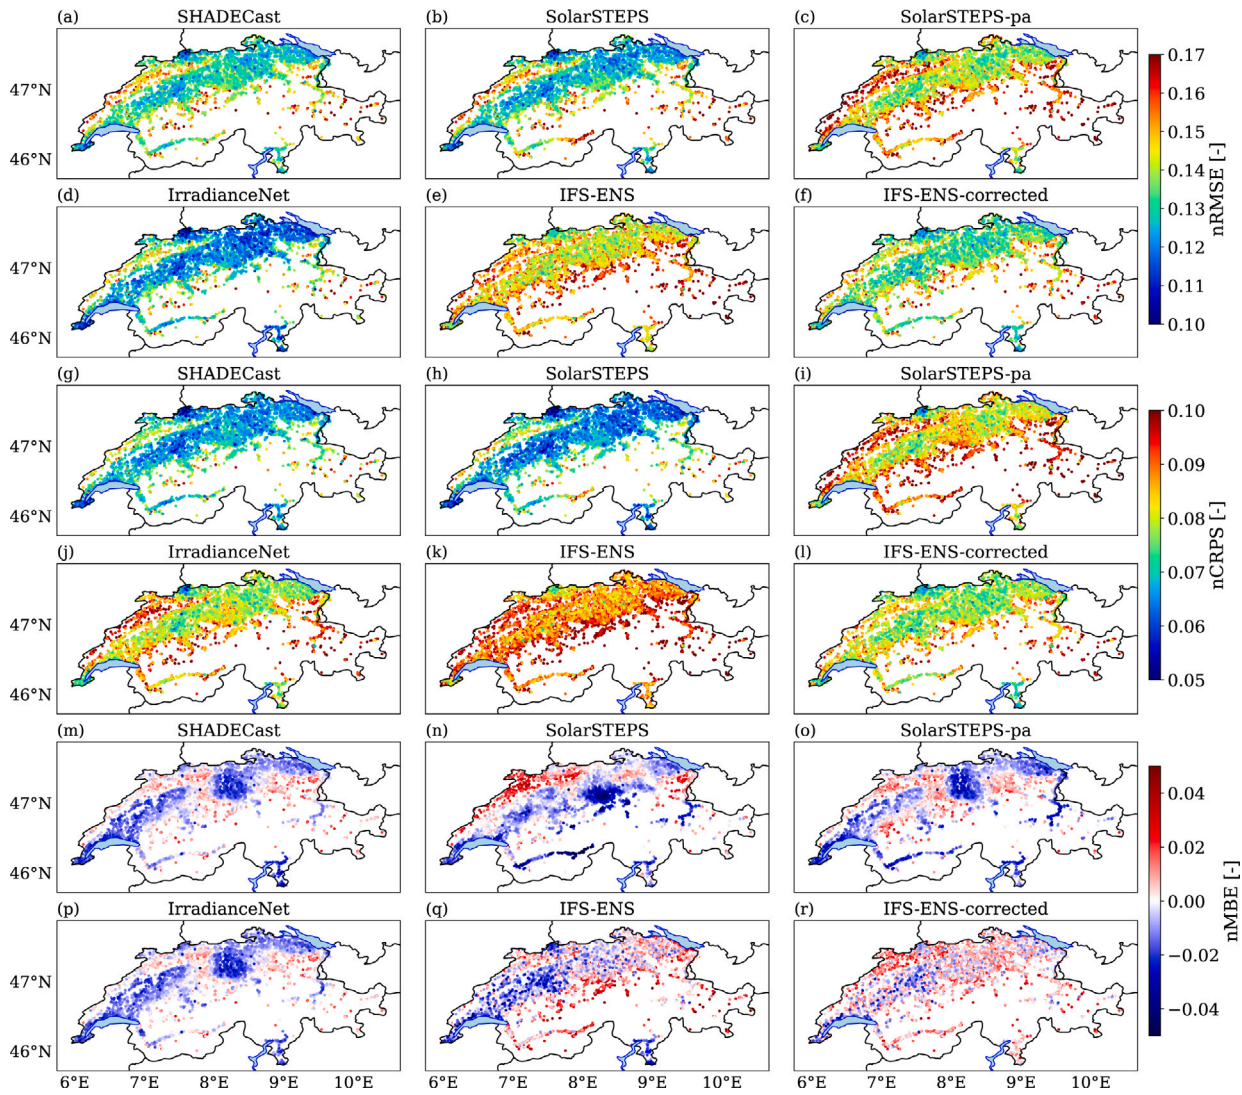 (a) SHADECast (b) SolarSTEPS (c) SolarSTEPS-pa
47°N
46°N
0.17
0.16
0.15
0.14
0.13
0.12
0.11
0.10
nRMSE [-]
(d) IrradianceNet (e) IFS-ENS (f) IFS-ENS-corrected
47°N
46°N
(g) SHADECast (h) SolarSTEPS (i) SolarSTEPS-pa
47°N
46°N
0.10
0.09
0.08
0.07
0.06
0.05
nCRPS [-]
(j) IrradianceNet (k) IFS-ENS (l) IFS-ENS-corrected
47°N
46°N
(m) SHADECast (n) SolarSTEPS (o) SolarSTEPS-pa
47°N
46°N
0.04
0.02
0.00
−0.02
−0.04
nMBE [-]
(p) IrradianceNet (q) IFS-ENS (r) IFS-ENS-corrected
47°N
46°N
6°E 7°E 8°E 9°E 10°E 6°E 7°E 8°E 9°E 10°E 6°E 7°E 8°E 9°E 10°E